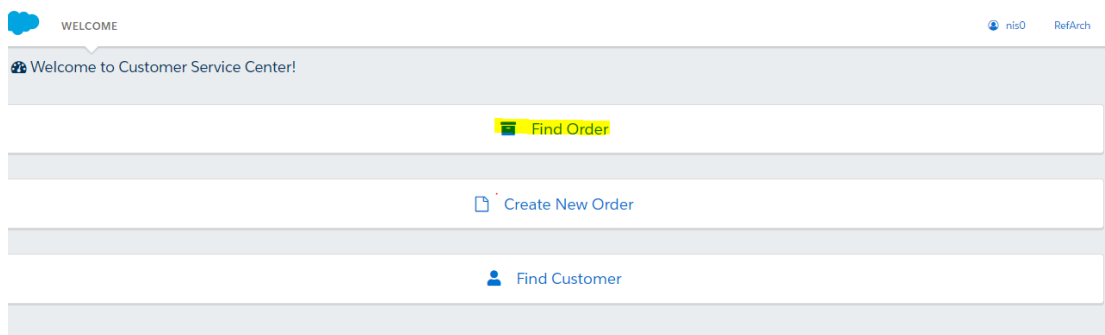 WELCOME nis0 RefArch
Welcome to Customer Service Center!
Find Order
Create New Order
Find Customer